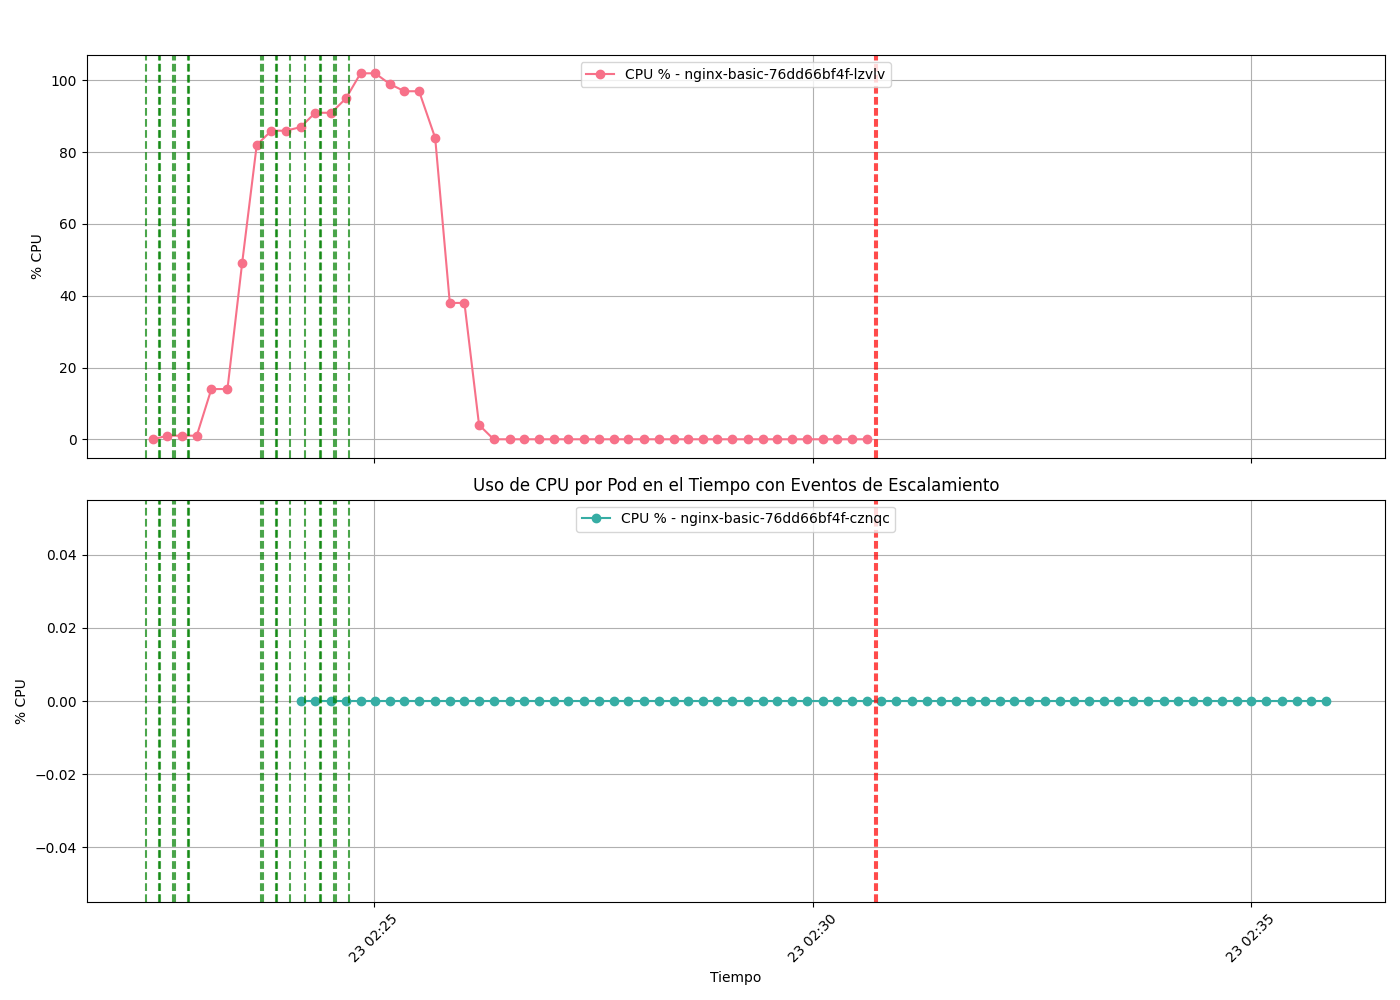 CPU % - nginx-basic-76dd66bf4f-lzvlv
100
80
60
40
20
0
% CPU
Uso de CPU por Pod en el Tiempo con Eventos de Escalamiento
CPU % - nginx-basic-76dd66bf4f-cznqc
0.04
0.02
0.00
−0.02
−0.04
% CPU
23 02:25
23 02:30
23 02:35
Tiempo